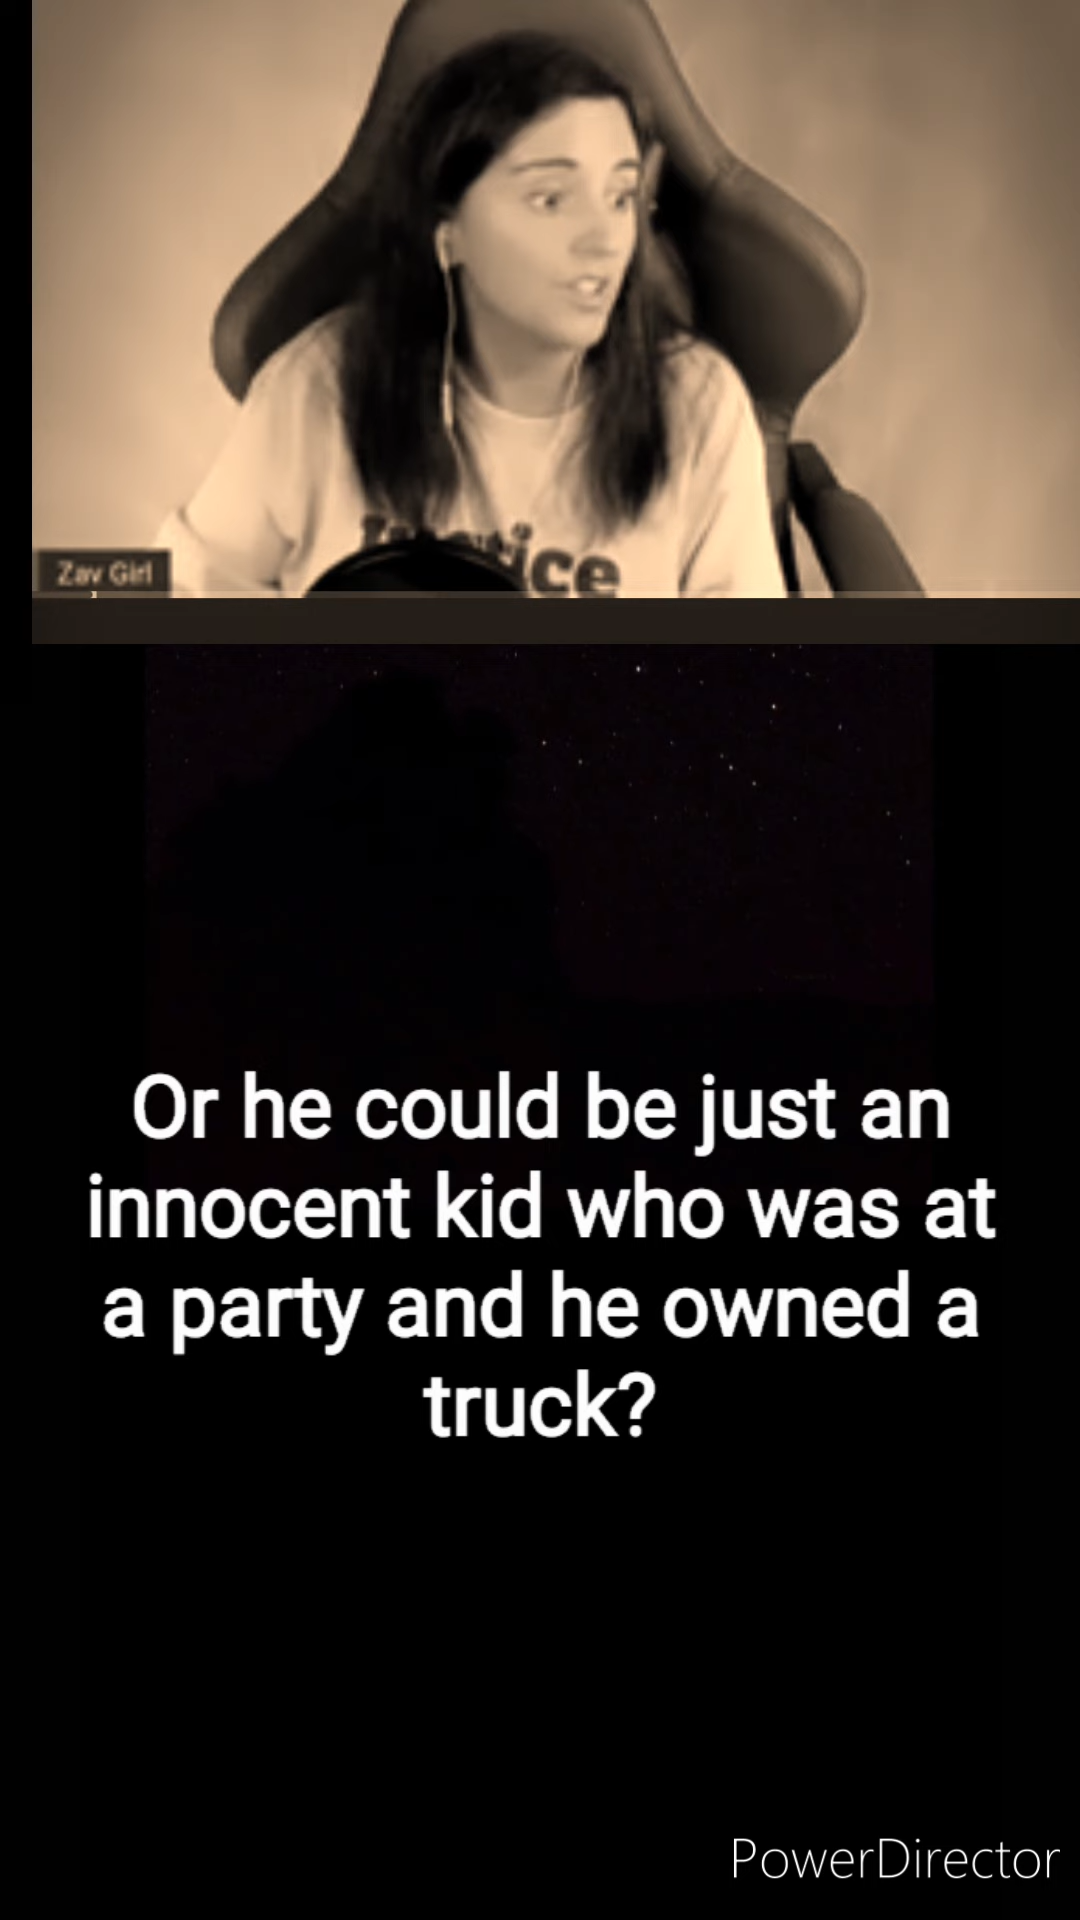 Zav Girl
Or he could be just an
innocent kid who was at
a party and he owned a
truck?
PowerDirector